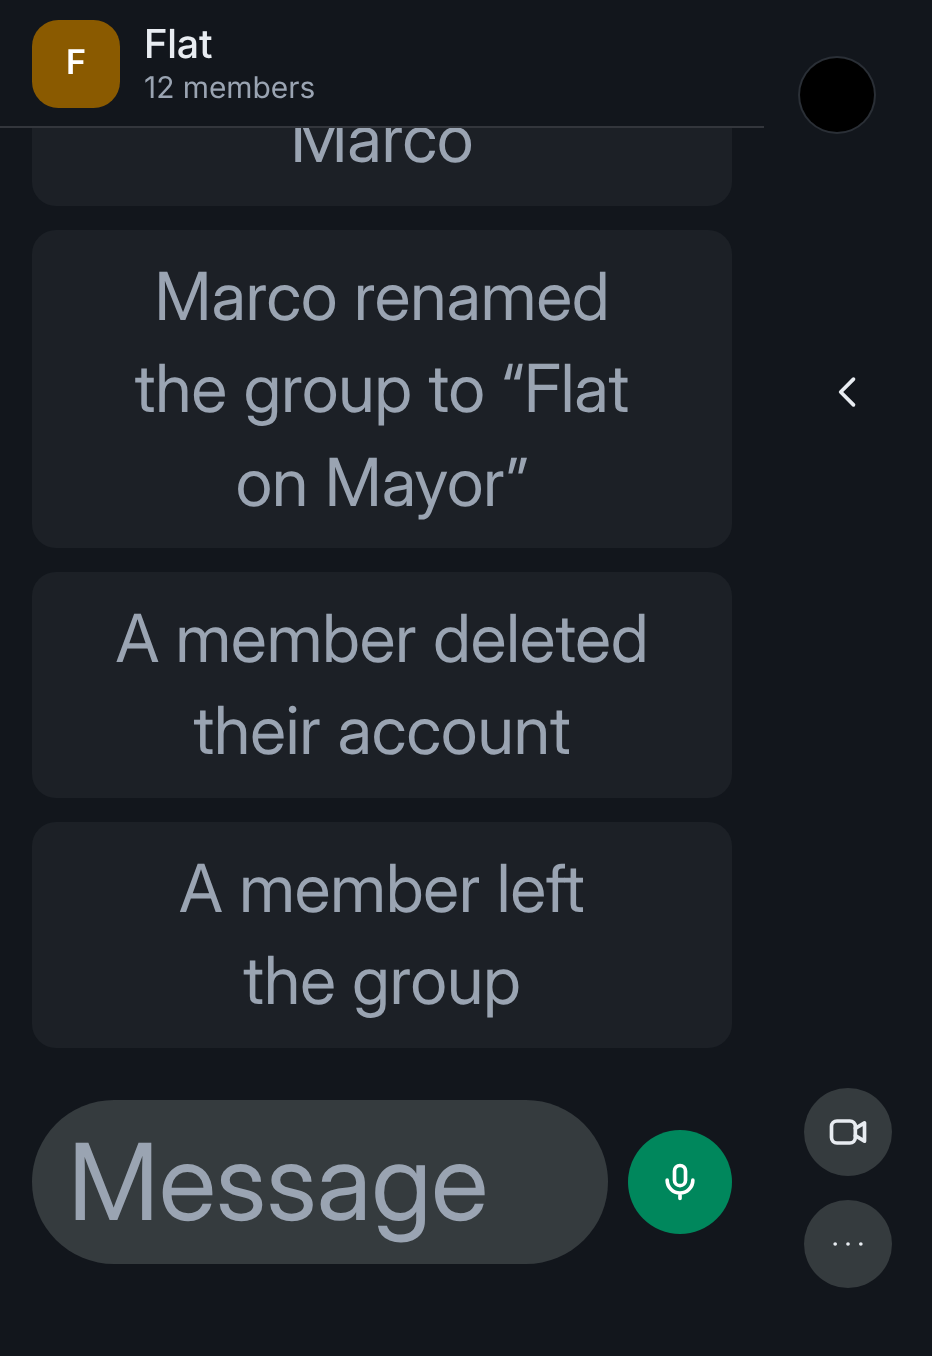 F
Flat
12 members
Marco
Marco renamed
the group to “Flat
on Mayor”
A member deleted
their account
A member left
the group
Message